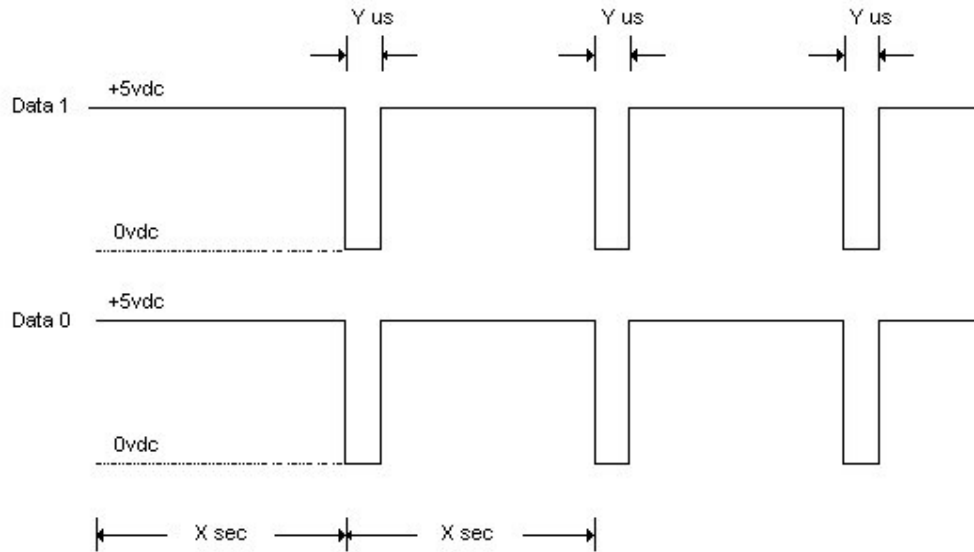 Y us Y us Y us
+5vdc
Data 1
0vdc
+5vdc
Data 0
0vdc
X sec X sec